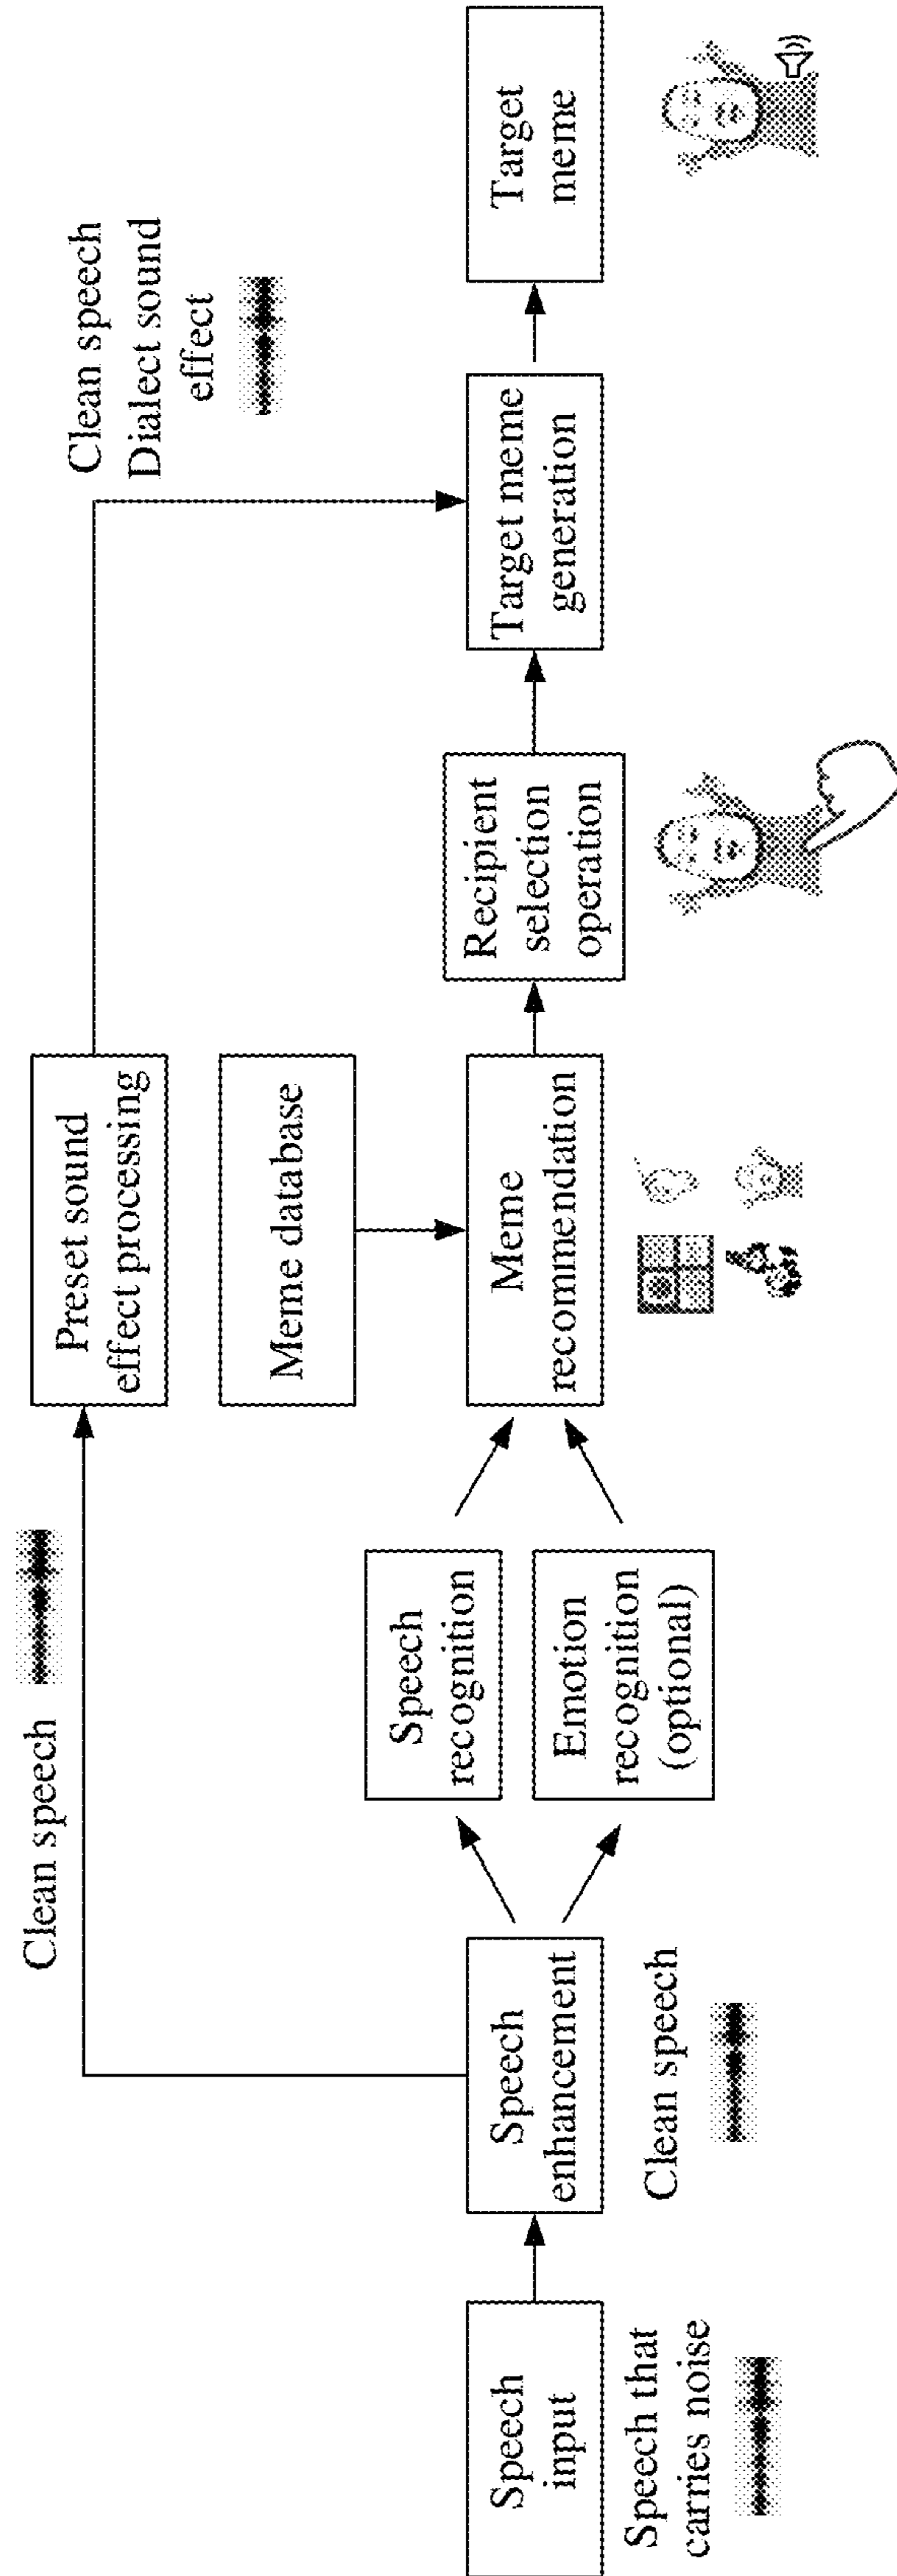 Clean speech
Preset sound
effect processing
Clean speech
Dialect sound
effect
Meme database
Speech
input
Speech that
carries noise
Speech
enhancement
Clean speech
Speech
recognition
Emotion
recognition
(optional)
Meme
recommendation
Recipient
selection
operation
Target meme
generation
Target
meme